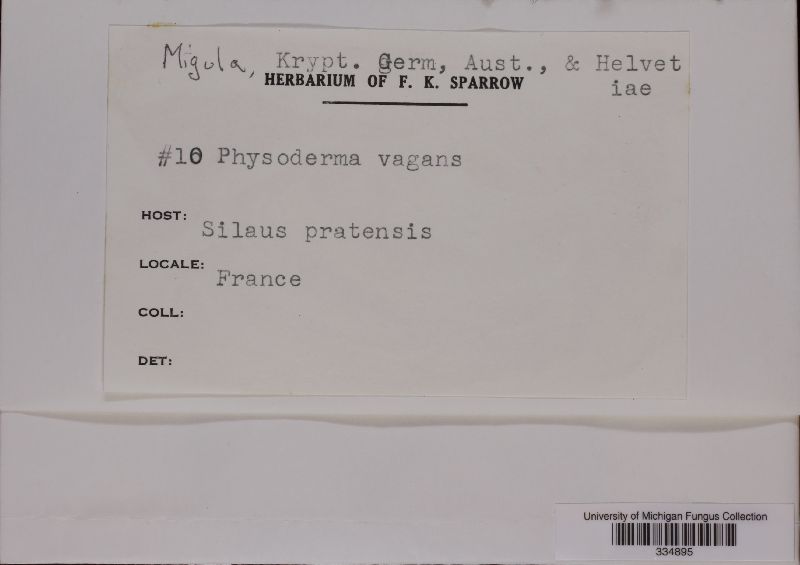 Migula, Krypt. Germ, Aust., & Helvet
iae
HERBARIUM OF F. K. SPARROW
#10 Physoderma vagans
HOST: Silaus pratensis
LOCALE: France
COLL:
DET:
University of Michigan Fungus Collection
334895